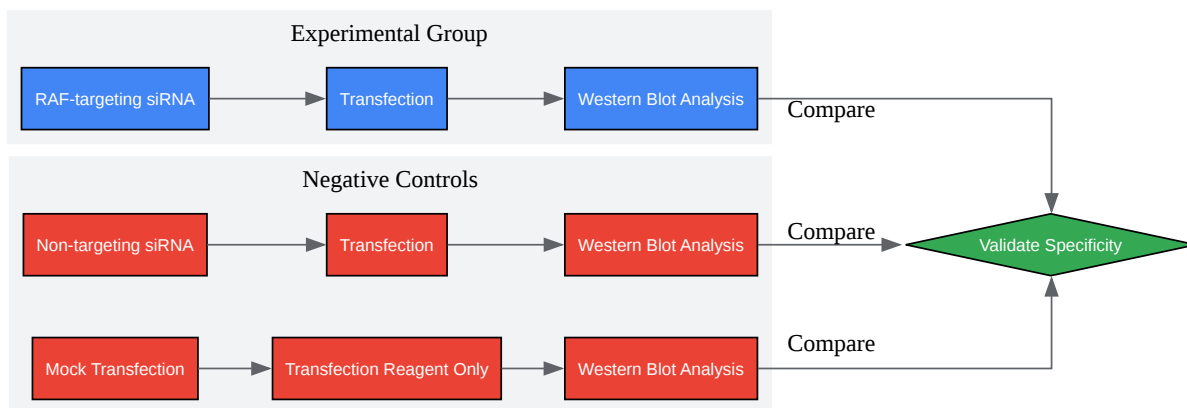 Experimental Group
RAF-targeting siRNA
Transfection
Western Blot Analysis
Compare
Negative Controls
Non-targeting siRNA
Transfection
Western Blot Analysis
Compare
Validate Specificity
Mock Transfection
Transfection Reagent Only
Western Blot Analysis
Compare